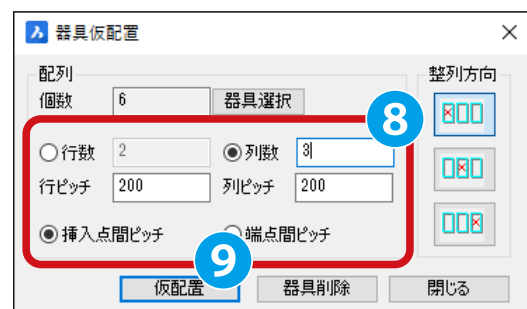 器具仮配置
配列
個数 6 器具選択
8
行数 2 列数 3
行ピッチ 200 列ピッチ 200
挿入点間ピッチ 端点間ピッチ
9
仮配置 器具削除 閉じる
整列方向